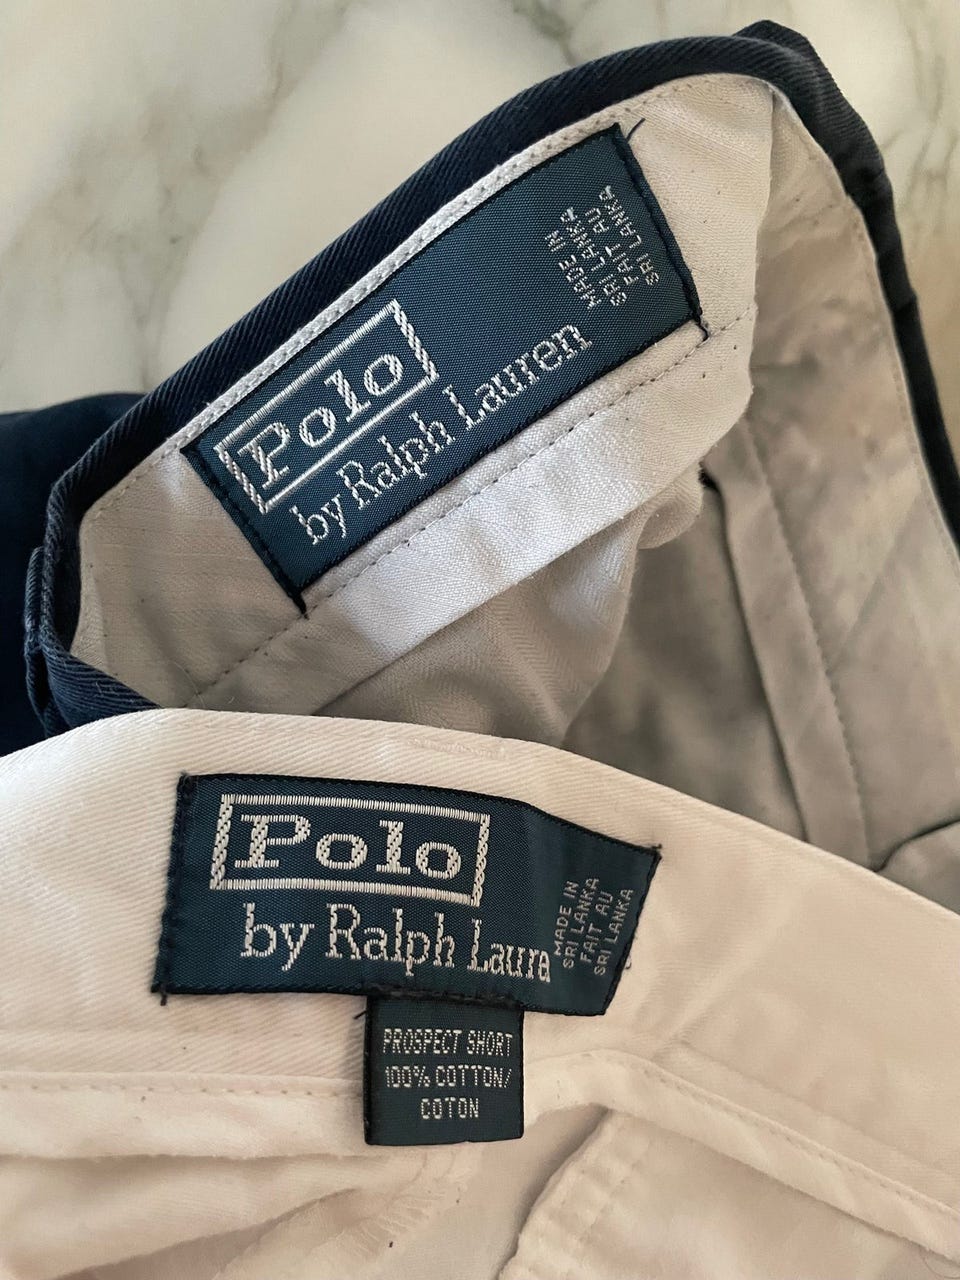 Polo
by Ralph Lauren
MADE IN
SRI LANKA
FAIT AU
SRI LANKA
Polo
by Ralph Laure
MADE IN
SRI LANKA
FAIT AU
SRI LANKA
PROSPECT SHORT
100% COTTON/
COTON